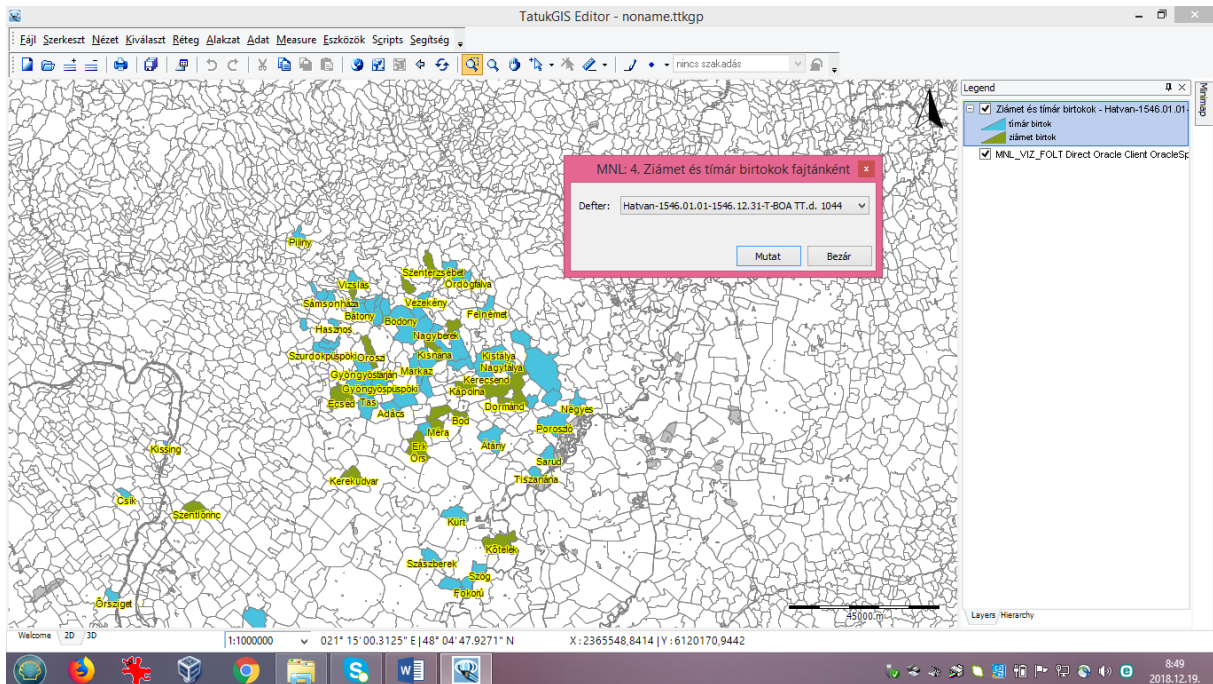 TatukGIS Editor - noname.ttkgp
Fájl Szerkeszt Nézet Kiválaszt Réteg Alakzat Adat Measure Eszközök Scripts Segítség
nincs szakadás
Legend
Ziámet és tímár birtokok - Hatvan-1546.01.01-
tímár birtok
ziámet birtok
MNL_VIZ_FOLT Direct Oracle Client OracleSp
Minimap
MNL: 4. Ziámet és tímár birtokok fajtánként
Defter: Hatvan-1546.01.01-1546.12.31-T-BOA TT.d. 1044
Mutat Bezár
Piliny
Szenterzsébet
Vizslás Ördögfalva
Sámsonháza Vezekény
Bátony Bodony Felnémet
Hasznos
Nagyberek
Szurdokpüspöki Oroszi Kisnána Kistálya
Gyöngyöstarján Markaz Nagytálya
Gyöngyöspüspöki Kerecsend
Kápolna
Ecséd Tas Dormánd Négyes
Adács
Bod
Méra Poroszló
Erk Átány
Örs Sarud
Kissing
Kerekudvar Tiszanána
Csík
Szentlőrinc
Kürt
Kőtelek
Szászberek
Szög
Fokorú
Őrsziget
45000 m
Layers Hierarchy
Welcome 2D 3D
1:1000000 021° 15' 00.3125" E | 48° 04' 47.9271" N X : 2365548,8414 | Y : 6120170,9442
8:49
2018.12.19.